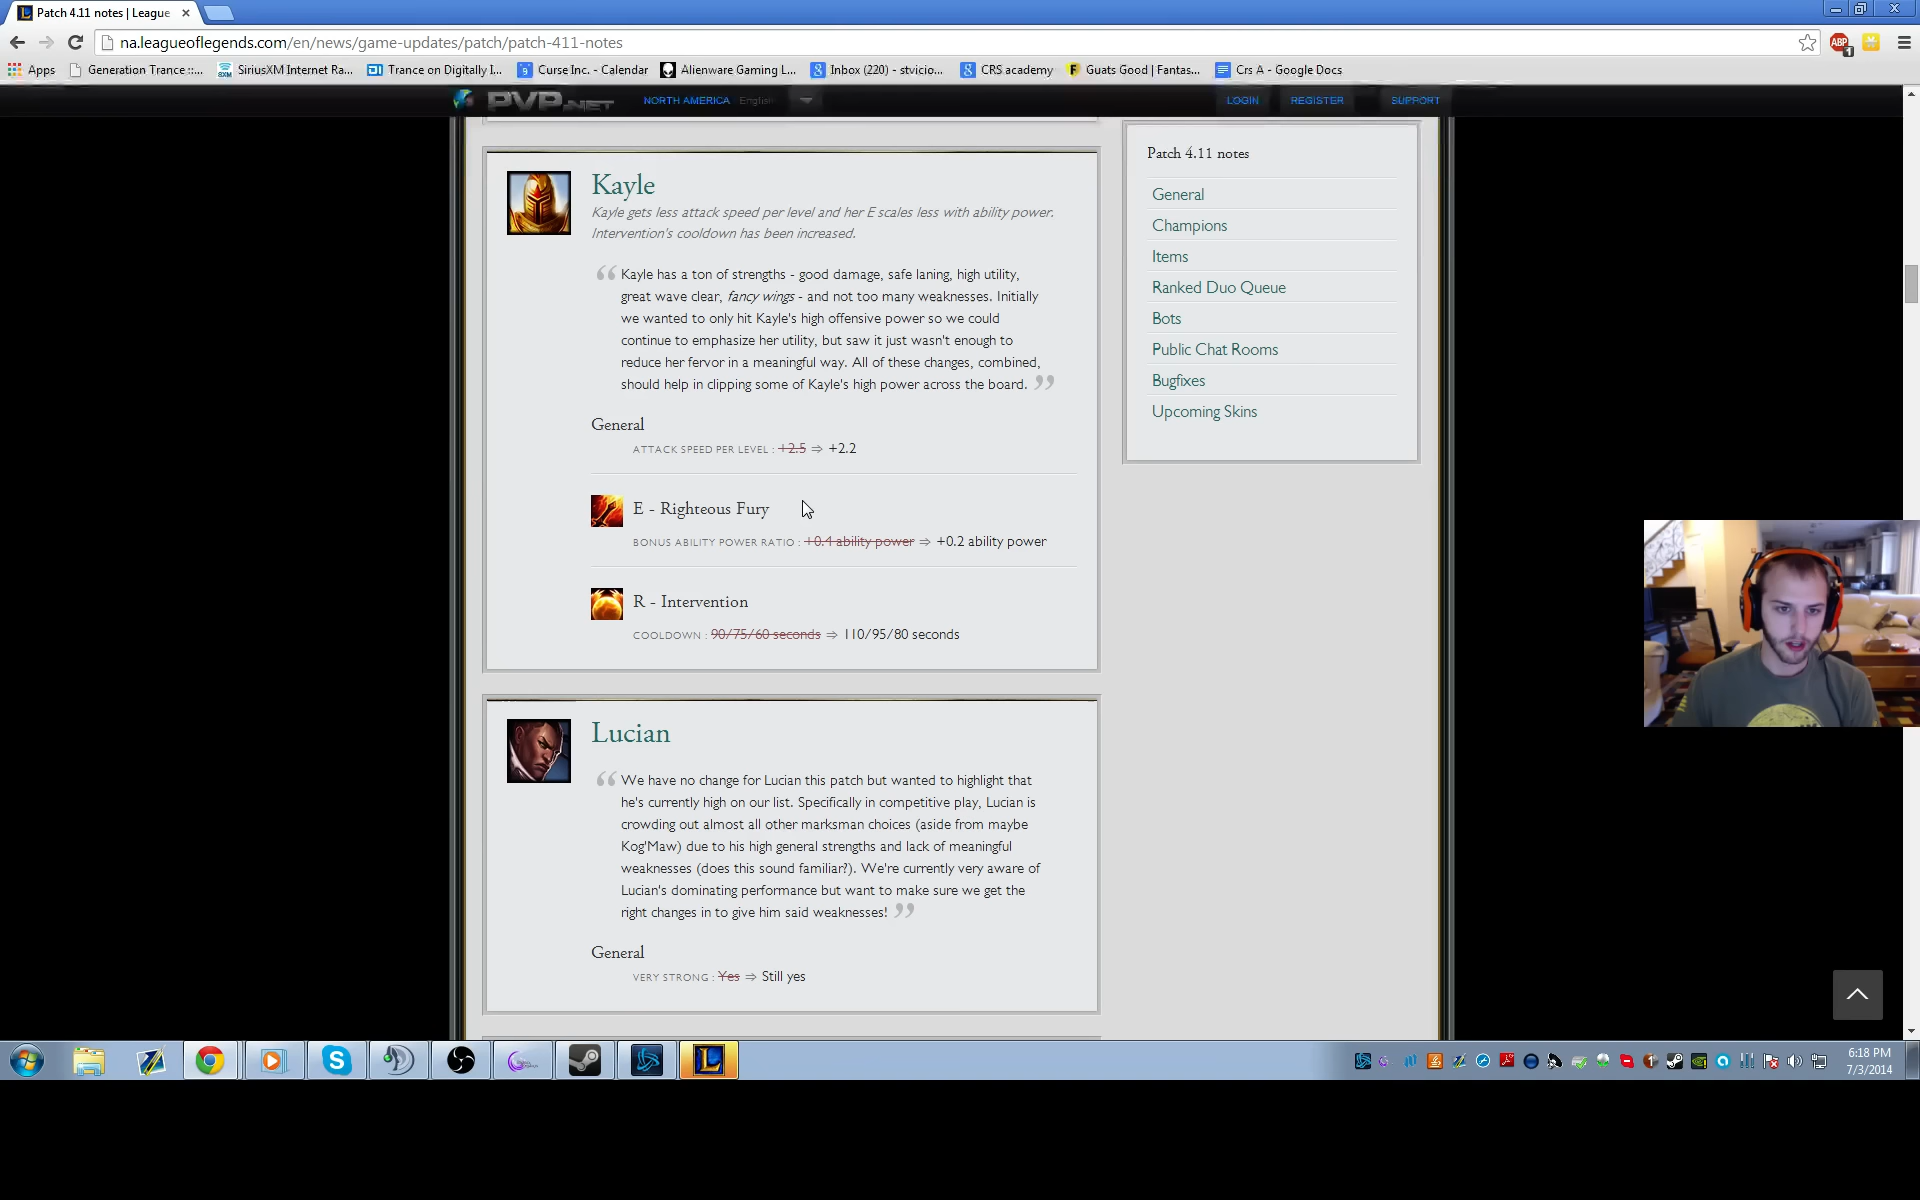 Patch 4.11 notes | League
na.leagueoflegends.com/en/news/game-updates/patch/patch-411-notes
ABP
1
Apps
Generation Trance ::...
SiriusXM Internet Ra...
Trance on Digitally I...
Curse Inc. - Calendar
Alienware Gaming L...
Inbox (220) - stvicio...
CRS academy
Guats Good | Fantas...
Crs A - Google Docs
PVP.NET
NORTH AMERICA English
LOGIN
REGISTER
SUPPORT
Kayle
Kayle gets less attack speed per level and her E scales less with ability power.
Intervention's cooldown has been increased.
“ Kayle has a ton of strengths - good damage, safe laning, high utility,
great wave clear, fancy wings - and not too many weaknesses. Initially
we wanted to only hit Kayle's high offensive power so we could
continue to emphasize her utility, but saw it just wasn't enough to
reduce her fervor in a meaningful way. All of these changes, combined,
should help in clipping some of Kayle's high power across the board. ”
General
ATTACK SPEED PER LEVEL : +2.5 ⇒ +2.2
E - Righteous Fury
BONUS ABILITY POWER RATIO : +0.4 ability power ⇒ +0.2 ability power
R - Intervention
COOLDOWN : 90/75/60 seconds ⇒ 110/95/80 seconds
Lucian
“ We have no change for Lucian this patch but wanted to highlight that
he's currently high on our list. Specifically in competitive play, Lucian is
crowding out almost all other marksman choices (aside from maybe
Kog'Maw) due to his high general strengths and lack of meaningful
weaknesses (does this sound familiar?). We're currently very aware of
Lucian's dominating performance but want to make sure we get the
right changes in to give him said weaknesses! ”
General
VERY STRONG : Yes ⇒ Still yes
Patch 4.11 notes
General
Champions
Items
Ranked Duo Queue
Bots
Public Chat Rooms
Bugfixes
Upcoming Skins
6:18 PM
7/3/2014